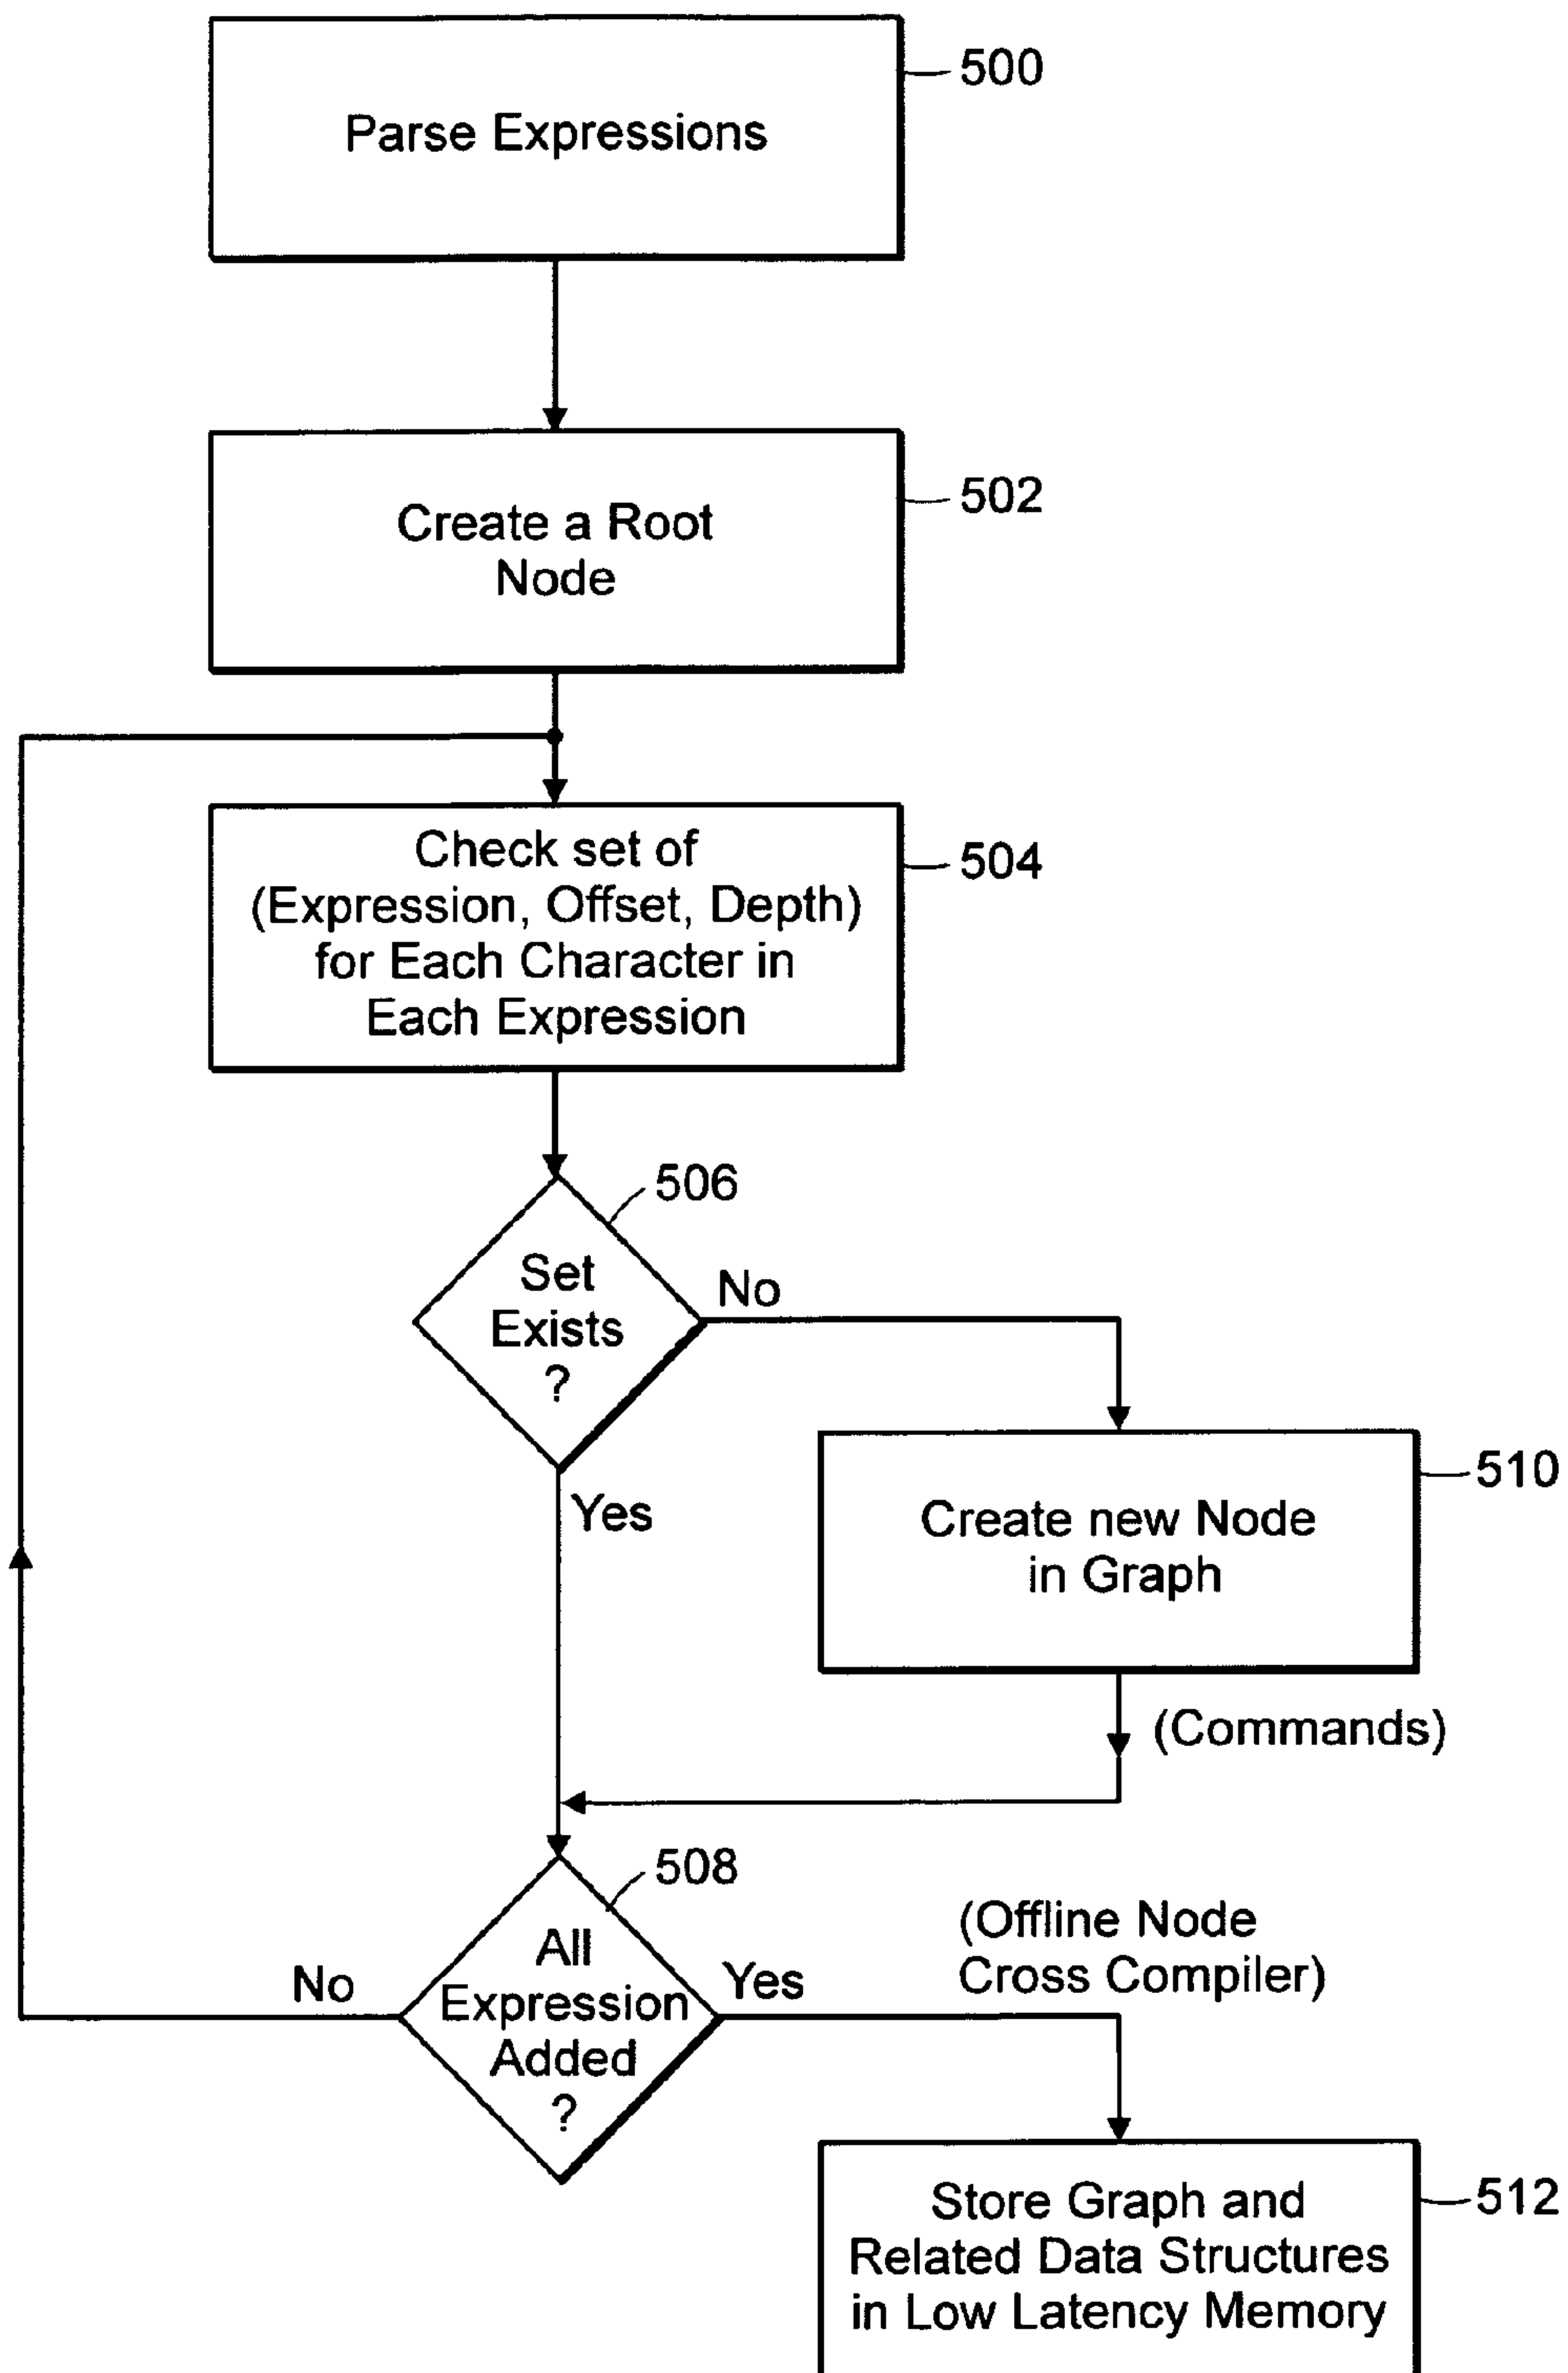 500
Parse Expressions
502
Create a Root
Node
504
Check set of
(Expression, Offset, Depth)
for Each Character in
Each Expression
506
Set
Exists
?
No
Yes
510
Create new Node
in Graph
(Commands)
508
All
Expression
Added
?
No
Yes
(Offline Node
Cross Compiler)
512
Store Graph and
Related Data Structures
in Low Latency Memory